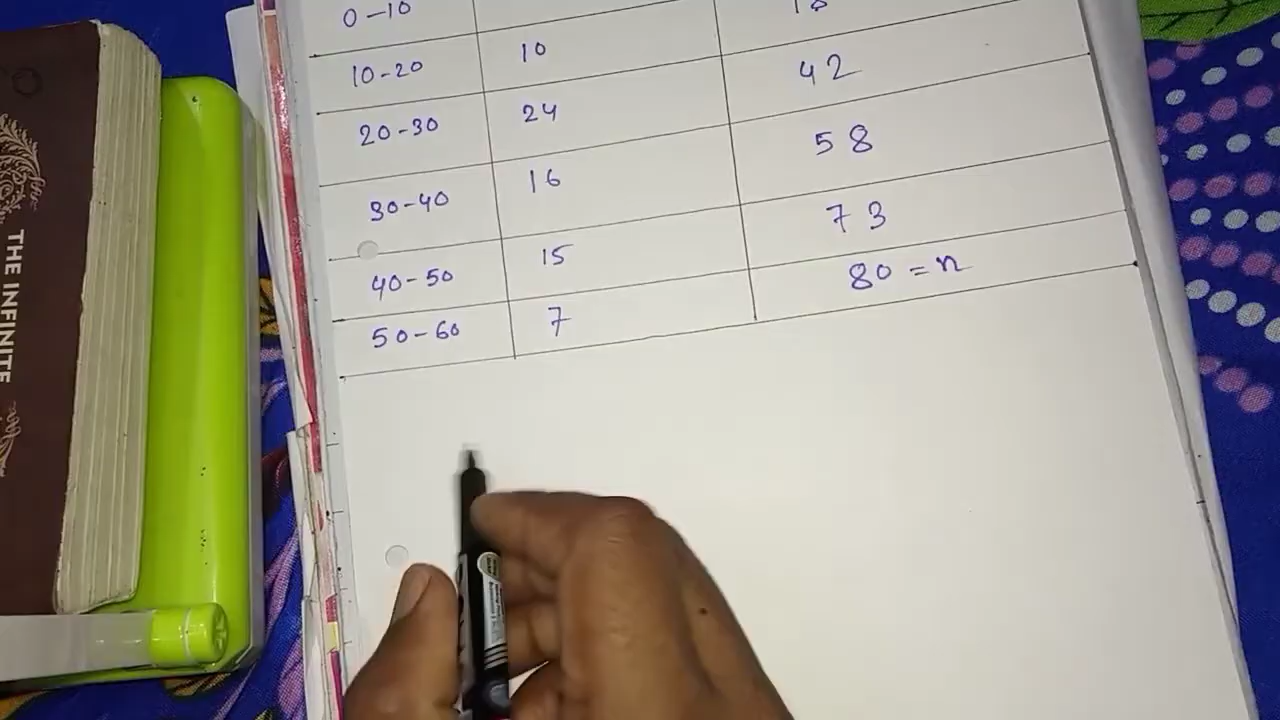 0-10
10-20 10 18
20-30 24 42
30-40 16 58
40-50 15 73
50-60 7 80 = n
THE INFINITE